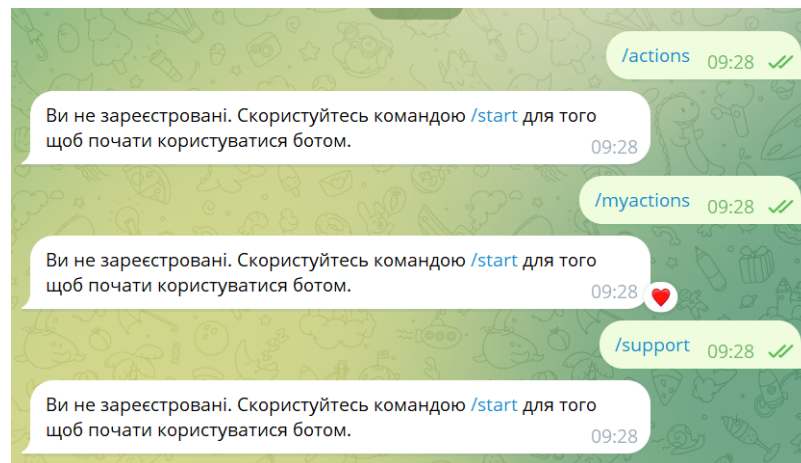 /actions 09:28
Ви не зареєстровані. Скористуйтесь командою /start для того
щоб почати користуватися ботом.
09:28
/myactions 09:28
Ви не зареєстровані. Скористуйтесь командою /start для того
щоб почати користуватися ботом.
09:28
/support 09:28
Ви не зареєстровані. Скористуйтесь командою /start для того
щоб почати користуватися ботом.
09:28